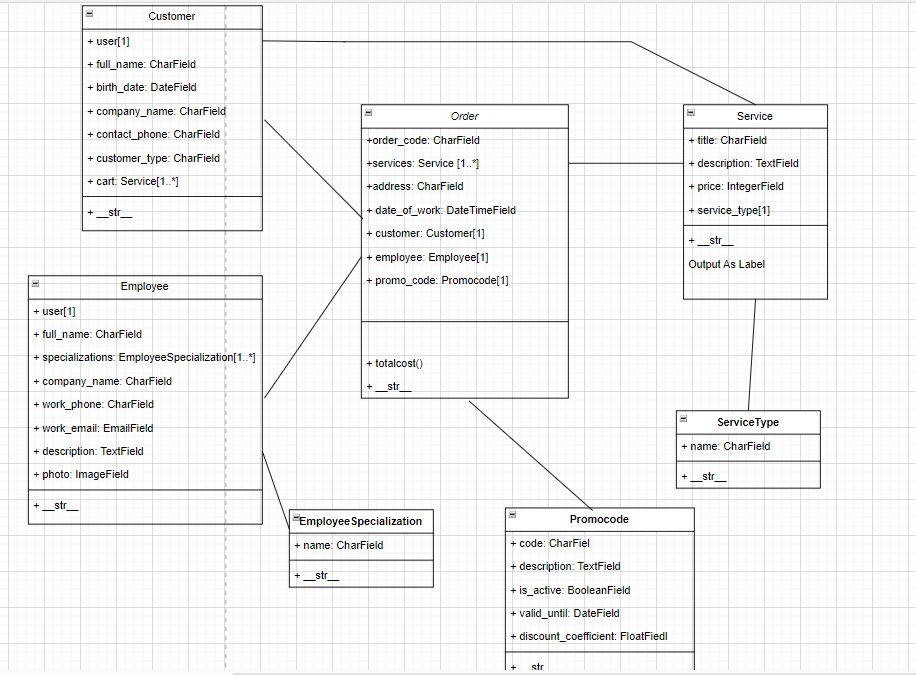 Customer
+ user[1]
+ full_name: CharField
+ birth_date: DateField
+ company_name: CharField
+ contact_phone: CharField
+ customer_type: CharField
+ cart: Service[1..*]
+ __str__
Order
+order_code: CharField
+services: Service [1..*]
+address: CharField
+ date_of_work: DateTimeField
+ customer: Customer[1]
+ employee: Employee[1]
+ promo_code: Promocode[1]
+ totalcost()
+ __str__
Service
+ title: CharField
+ description: TextField
+ price: IntegerField
+ service_type[1]
+ __str__
Output As Label
Employee
+ user[1]
+ full_name: CharField
+ specializations: EmployeeSpecialization[1..*]
+ company_name: CharField
+ work_phone: CharField
+ work_email: EmailField
+ description: TextField
+ photo: ImageField
+ __str__
ServiceType
+ name: CharField
+ __str__
EmployeeSpecialization
+ name: CharField
+ __str__
Promocode
+ code: CharFiel
+ description: TextField
+ is_active: BooleanField
+ valid_until: DateField
+ discount_coefficient: FloatFiedl
+ __str__